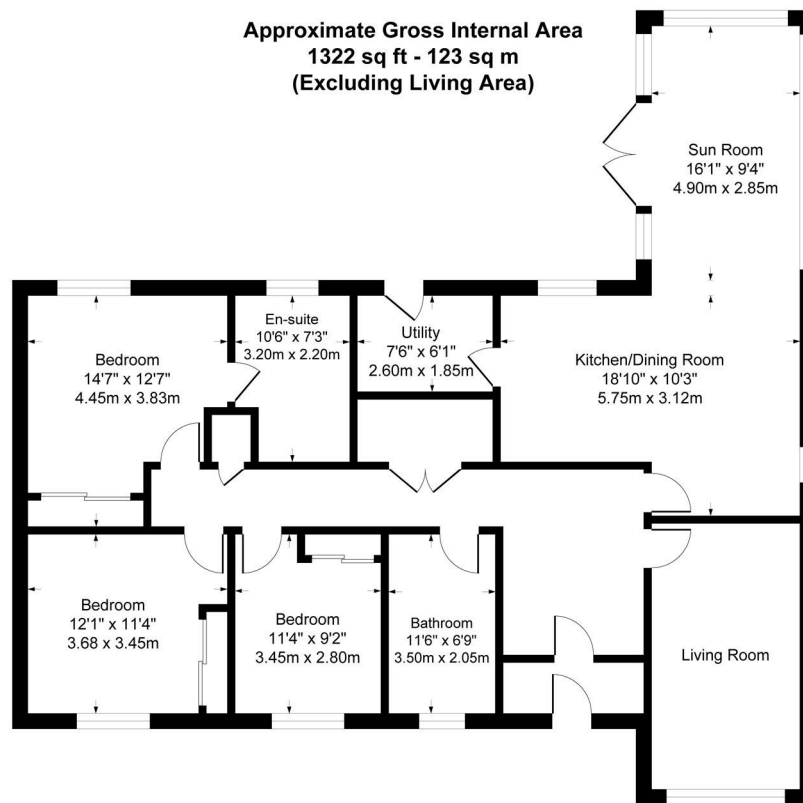 Approximate Gross Internal Area
1322 sq ft - 123 sq m
(Excluding Living Area)
Sun Room
16'1" x 9'4"
4.90m x 2.85m
En-suite
10'6" x 7'3"
3.20m x 2.20m
Utility
7'6" x 6'1"
2.60m x 1.85m
Bedroom
14'7" x 12'7"
4.45m x 3.83m
Kitchen/Dining Room
18'10" x 10'3"
5.75m x 3.12m
Bedroom
12'1" x 11'4"
3.68 x 3.45m
Bedroom
11'4" x 9'2"
3.45m x 2.80m
Bathroom
11'6" x 6'9"
3.50m x 2.05m
Living Room